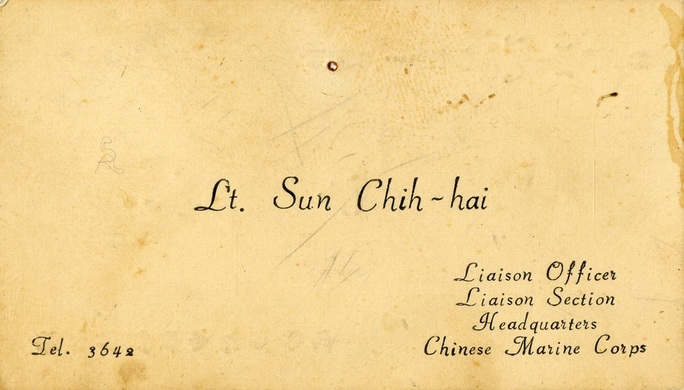 Lt. Sun Chih-hai
Liaison Officer
Liaison Section
Headquarters
Chinese Marine Corps
Tel. 3642